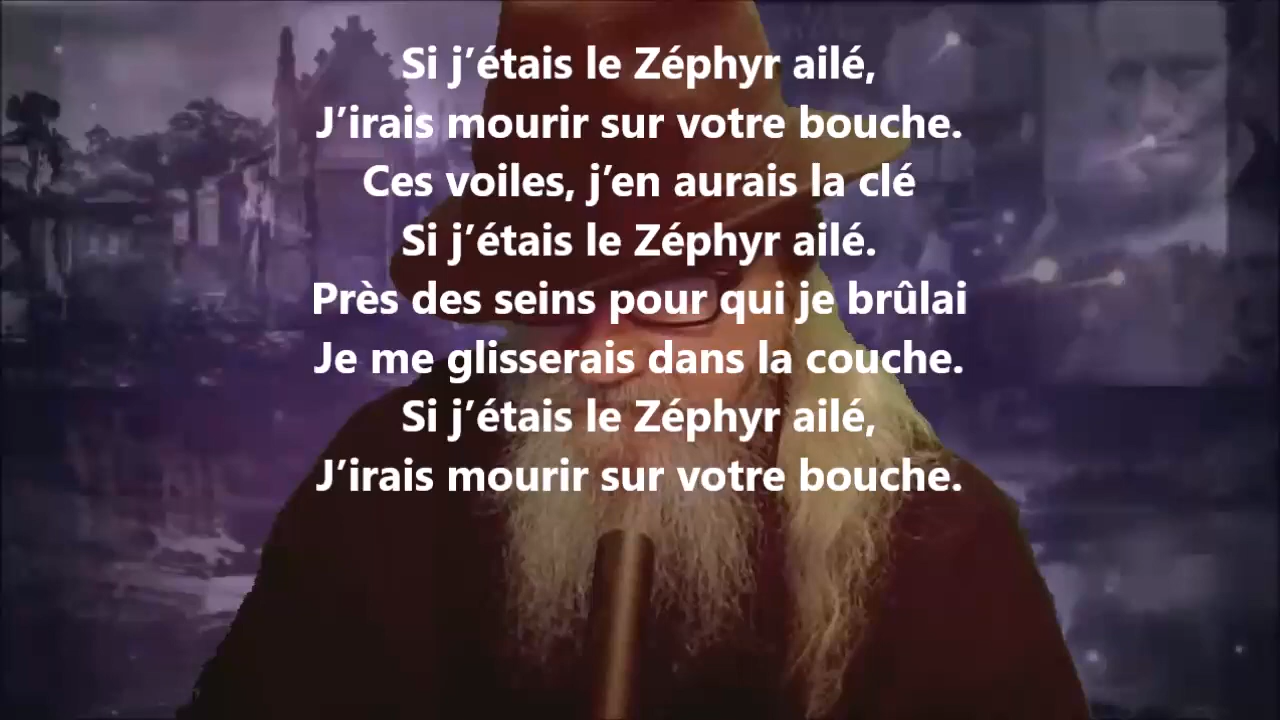 Si j’étais le Zéphyr ailé,
J’irais mourir sur votre bouche.
Ces voiles, j’en aurais la clé
Si j’étais le Zéphyr ailé.
Près des seins pour qui je brûlai
Je me glisserais dans la couche.
Si j’étais le Zéphyr ailé,
J’irais mourir sur votre bouche.